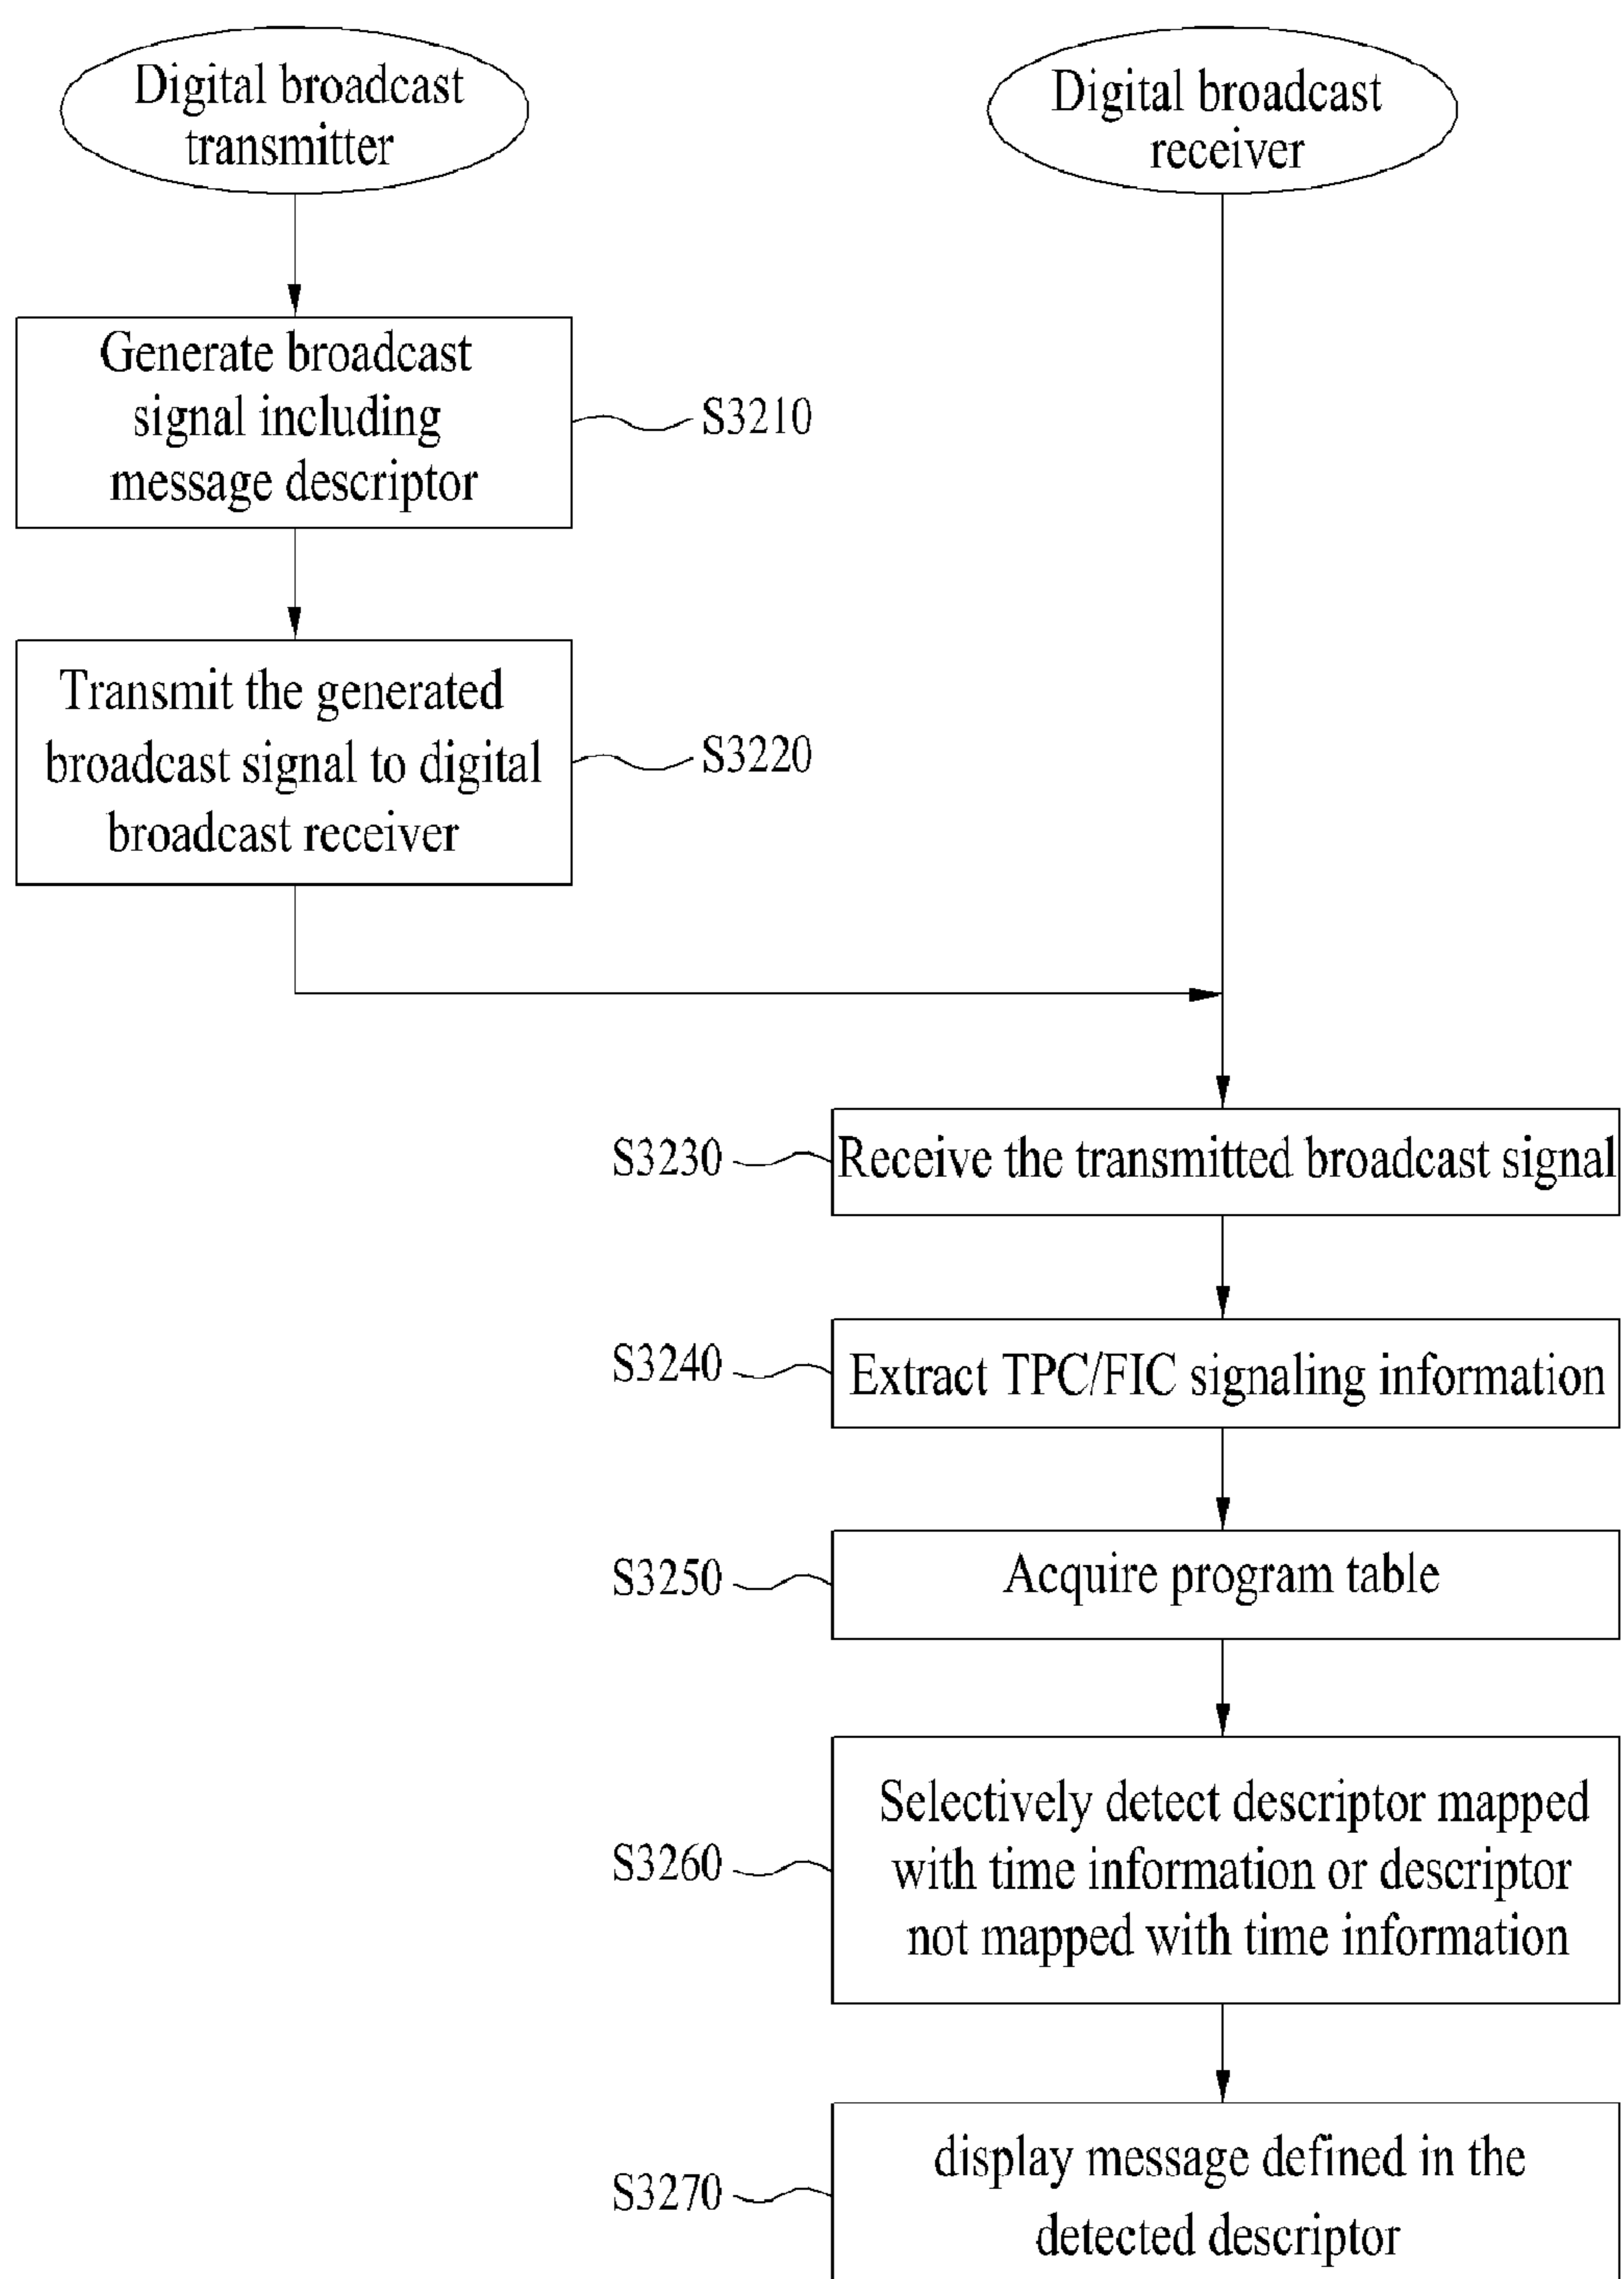 Digital broadcast
transmitter
Digital broadcast
receiver
Generate broadcast
signal including
message descriptor
S3210
Transmit the generated
broadcast signal to digital
broadcast receiver
S3220
S3230
Receive the transmitted broadcast signal
S3240
Extract TPC/FIC signaling information
S3250
Acquire program table
S3260
Selectively detect descriptor mapped
with time information or descriptor
not mapped with time information
S3270
display message defined in the
detected descriptor